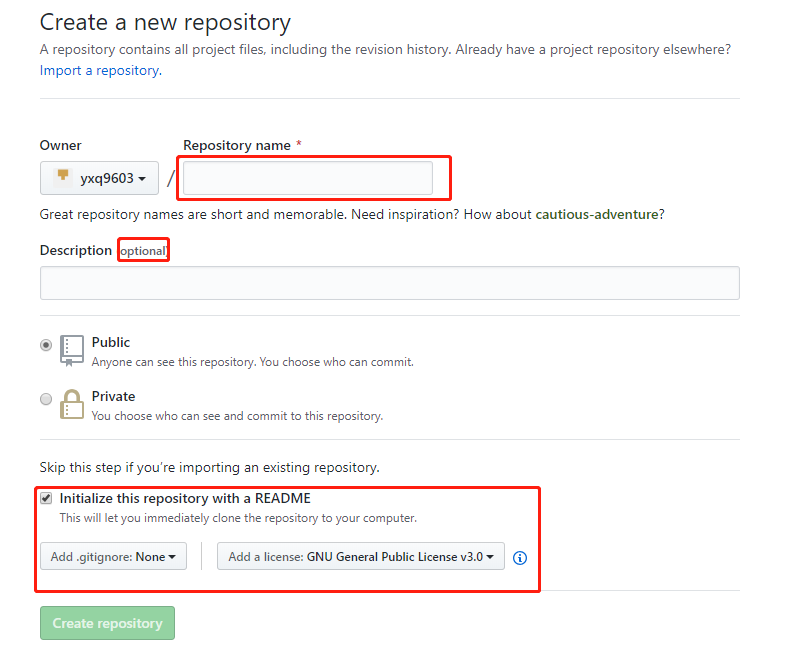 Create a new repository
A repository contains all project files, including the revision history. Already have a project repository elsewhere?
Import a repository.
Owner Repository name *
yxq9603 /
Great repository names are short and memorable. Need inspiration? How about cautious-adventure?
Description (optional)
Public
Anyone can see this repository. You choose who can commit.
Private
You choose who can see and commit to this repository.
Skip this step if you’re importing an existing repository.
Initialize this repository with a README
This will let you immediately clone the repository to your computer.
Add .gitignore: None Add a license: GNU General Public License v3.0
Create repository